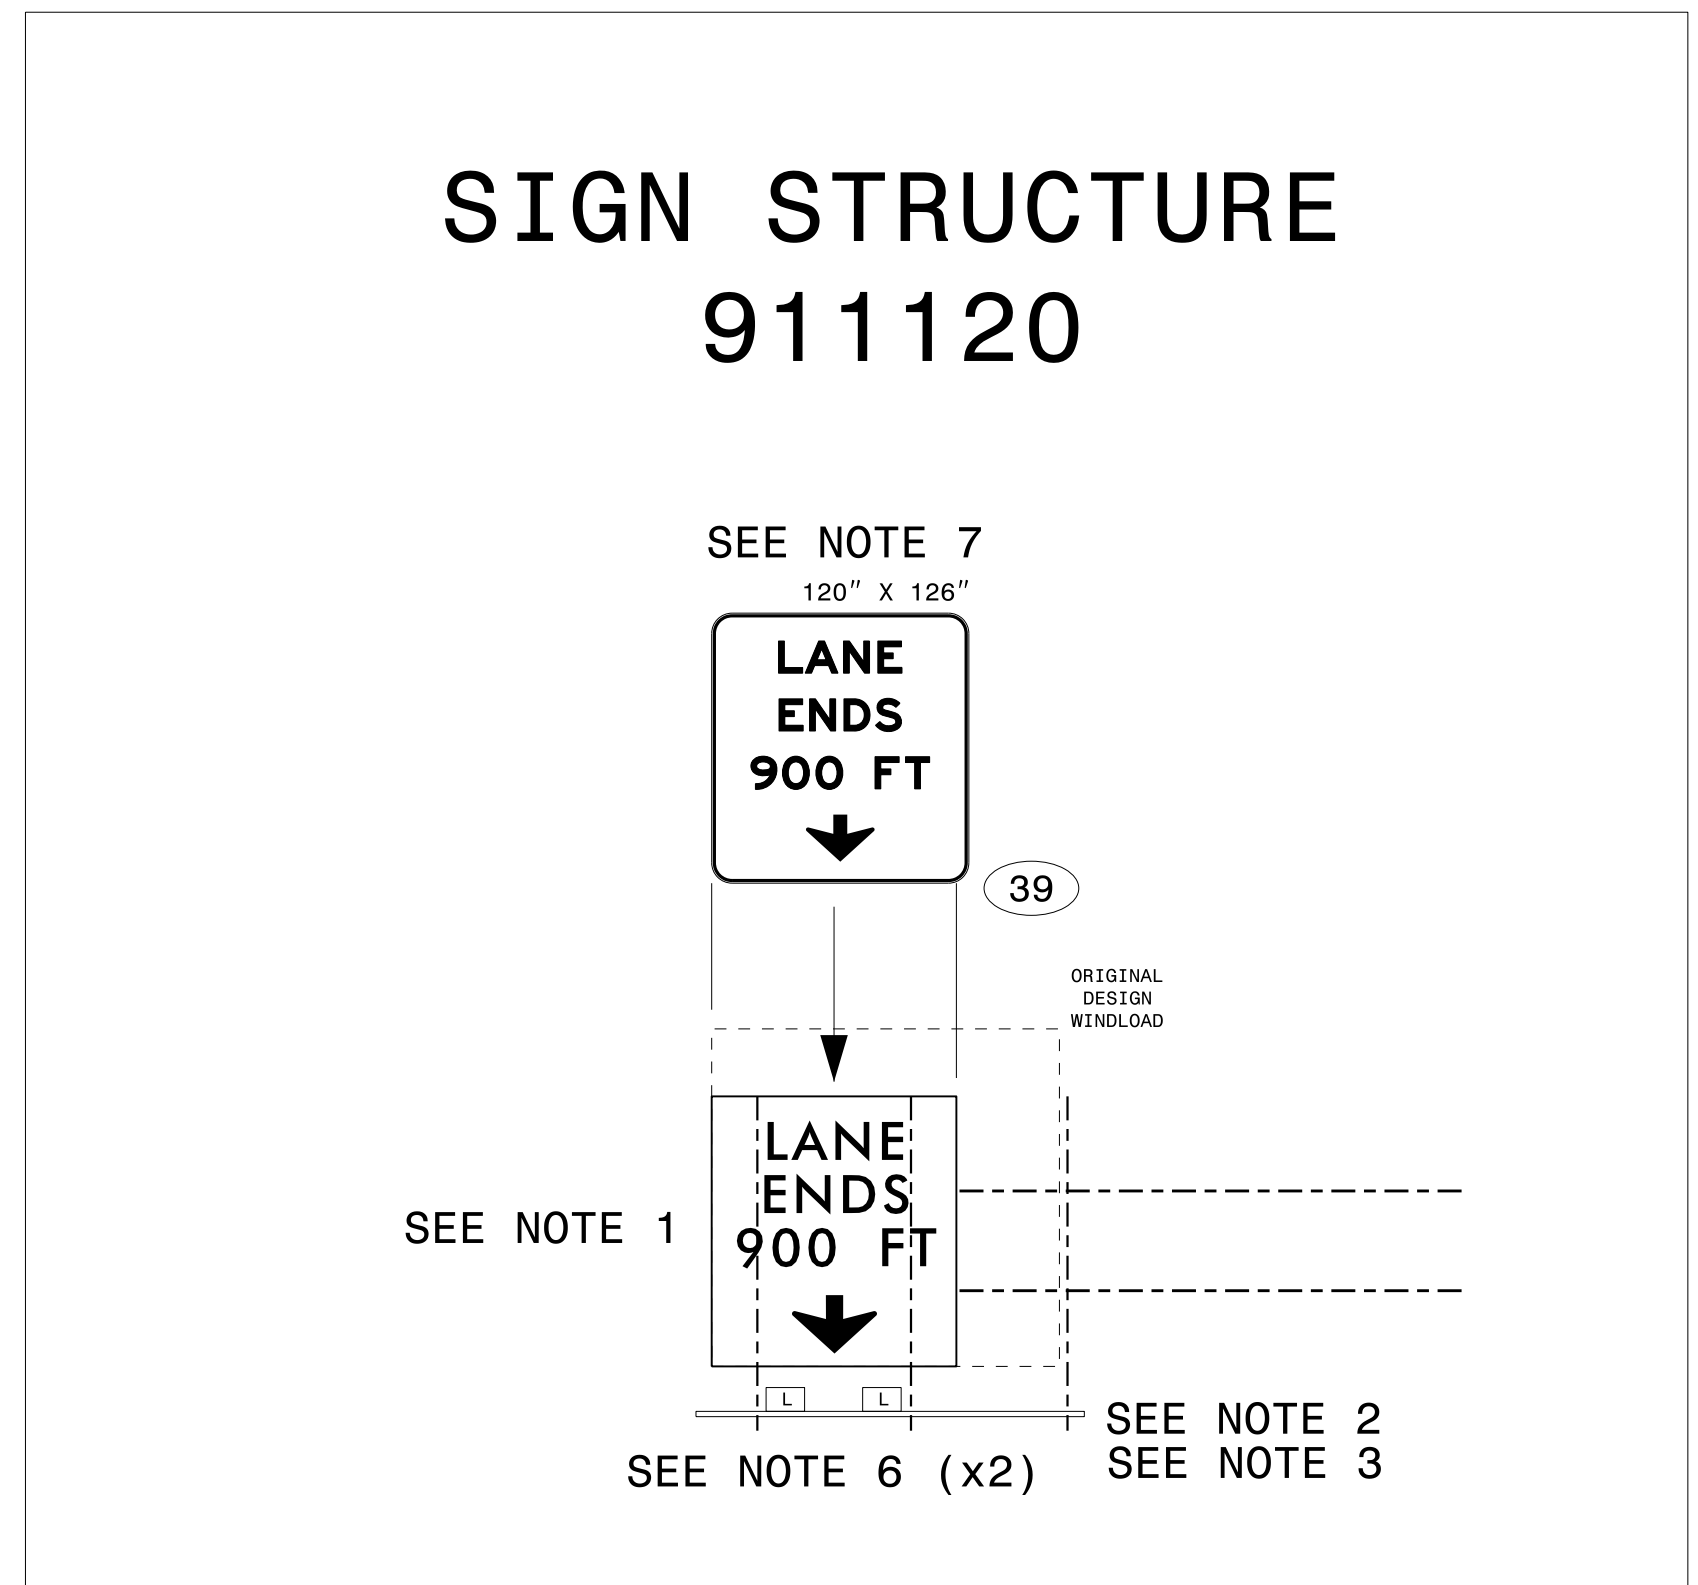 SIGN STRUCTURE
911120
SEE NOTE 7
120" X 126"
LANE
ENDS
900 FT
39
ORIGINAL
DESIGN
WINDLOAD
LANE
ENDS
900 FT
SEE NOTE 1
L L
SEE NOTE 2
SEE NOTE 3
SEE NOTE 6 (x2)